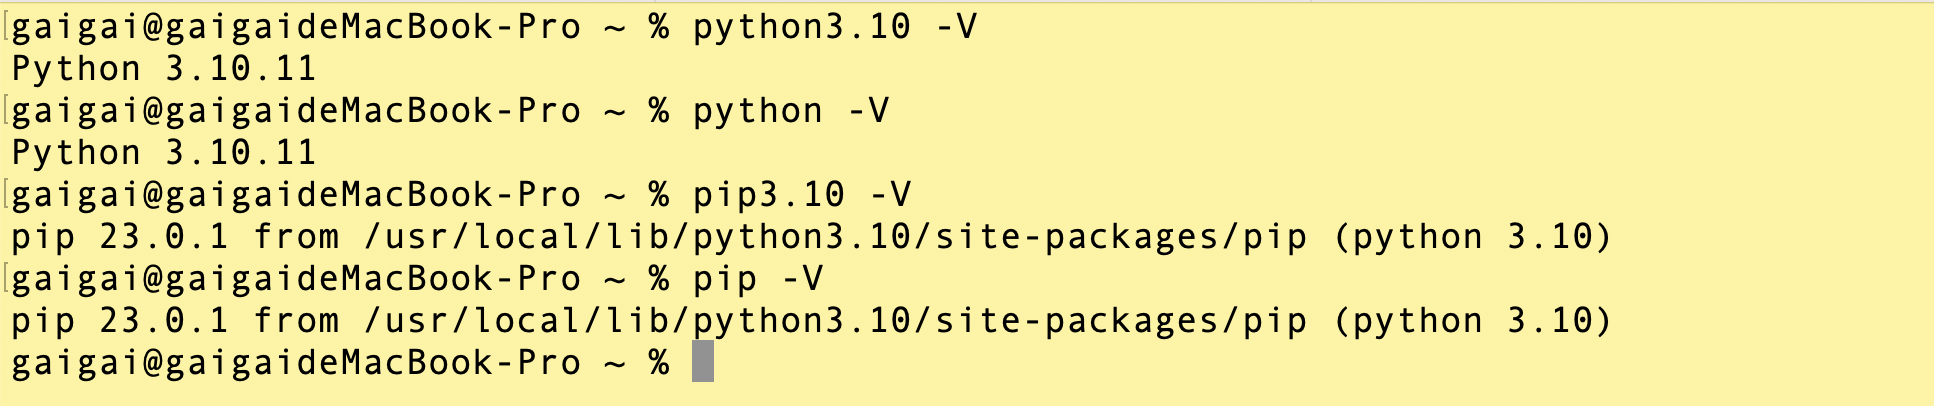 [gaigai@gaigaideMacBook-Pro ~ % python3.10 -V
Python 3.10.11
[gaigai@gaigaideMacBook-Pro ~ % python -V
Python 3.10.11
[gaigai@gaigaideMacBook-Pro ~ % pip3.10 -V
pip 23.0.1 from /usr/local/lib/python3.10/site-packages/pip (python 3.10)
[gaigai@gaigaideMacBook-Pro ~ % pip -V
pip 23.0.1 from /usr/local/lib/python3.10/site-packages/pip (python 3.10)
gaigai@gaigaideMacBook-Pro ~ %